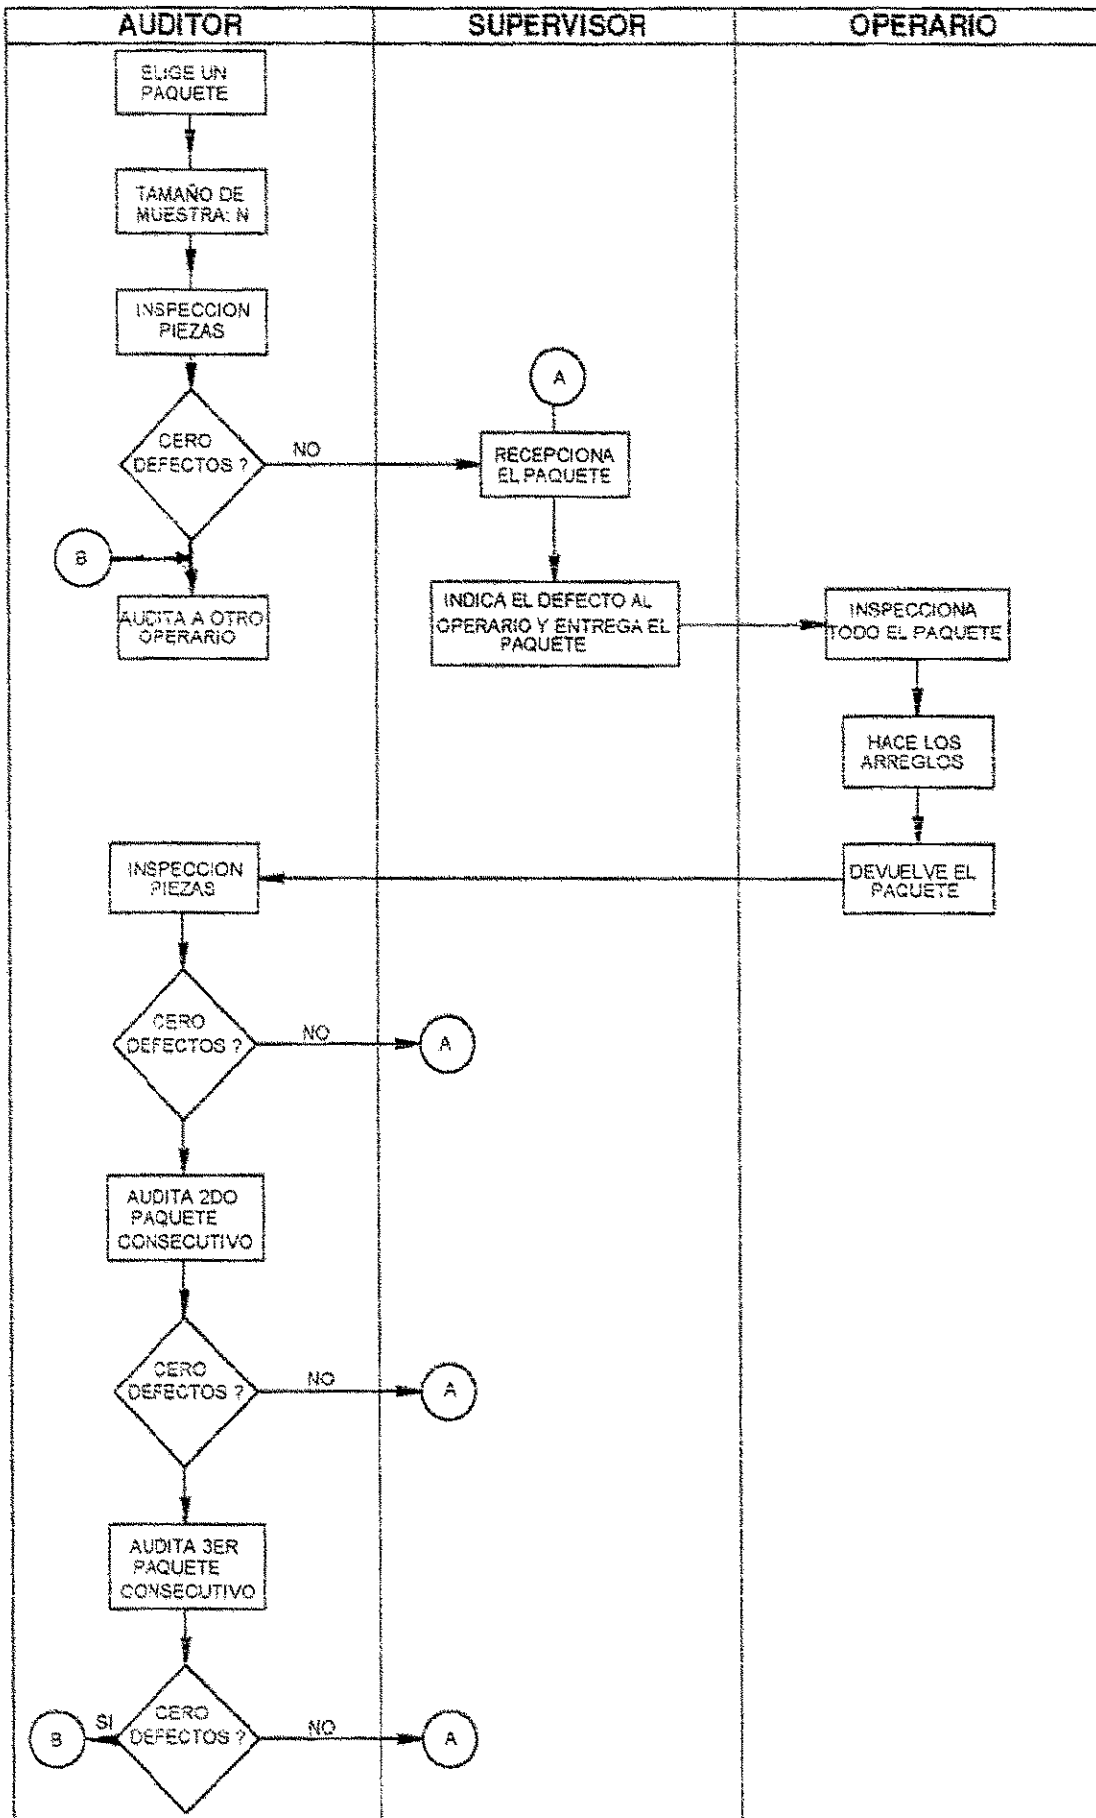 AUDITOR
SUPERVISOR
OPERARIO
ELIGE UN
PAQUETE
TAMAÑO DE
MUESTRA: N
INSPECCION
PIEZAS
CERO
DEFECTOS ?
NO
A
RECEPCIONA
EL PAQUETE
B
AUDITA A OTRO
OPERARIO
INDICA EL DEFECTO AL
OPERARIO Y ENTREGA EL
PAQUETE
INSPECCIONA
TODO EL PAQUETE
HACE LOS
ARREGLOS
DEVUELVE EL
PAQUETE
INSPECCION
PIEZAS
CERO
DEFECTOS ?
NO
A
AUDITA 2DO
PAQUETE
CONSECUTIVO
CERO
DEFECTOS ?
NO
A
AUDITA 3ER
PAQUETE
CONSECUTIVO
B
SI
CERO
DEFECTOS ?
NO
A